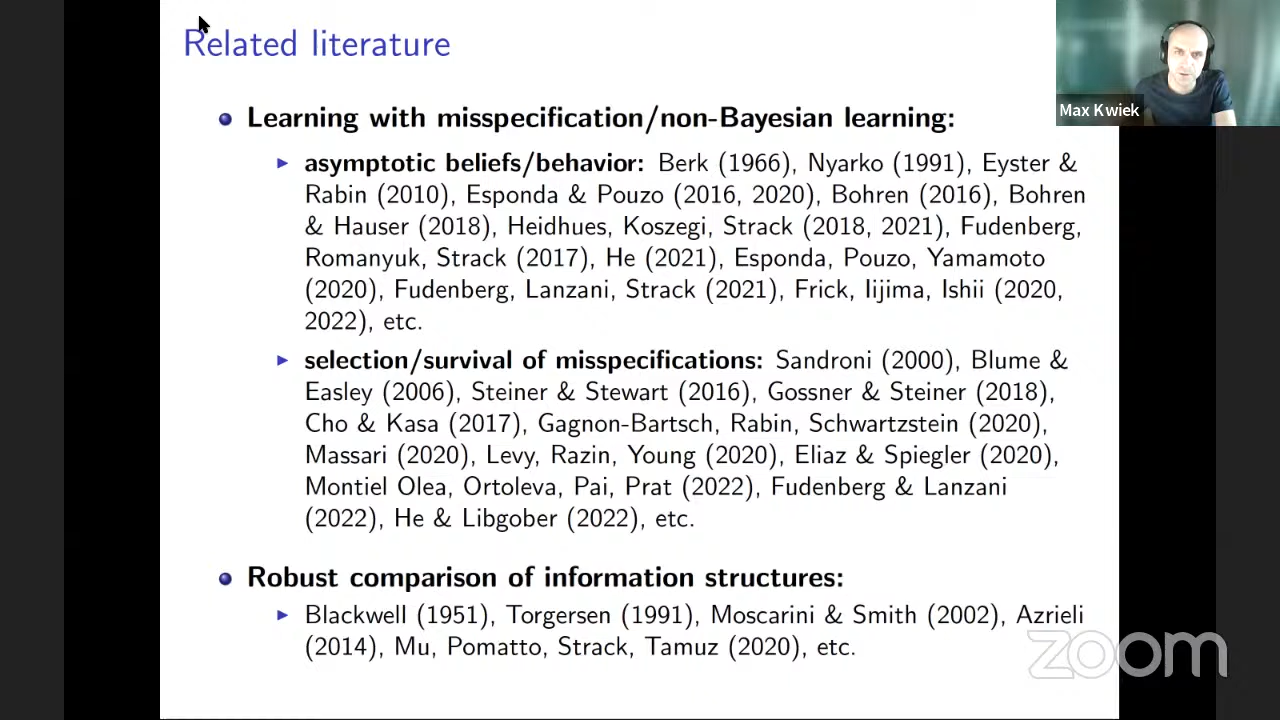 Related literature
Max Kwiek
Learning with misspecification/non-Bayesian learning:
asymptotic beliefs/behavior: Berk (1966), Nyarko (1991), Eyster &
Rabin (2010), Esponda & Pouzo (2016, 2020), Bohren (2016), Bohren
& Hauser (2018), Heidhues, Koszegi, Strack (2018, 2021), Fudenberg,
Romanyuk, Strack (2017), He (2021), Esponda, Pouzo, Yamamoto
(2020), Fudenberg, Lanzani, Strack (2021), Frick, Iijima, Ishii (2020,
2022), etc.
selection/survival of misspecifications: Sandroni (2000), Blume &
Easley (2006), Steiner & Stewart (2016), Gossner & Steiner (2018),
Cho & Kasa (2017), Gagnon-Bartsch, Rabin, Schwartzstein (2020),
Massari (2020), Levy, Razin, Young (2020), Eliaz & Spiegler (2020),
Montiel Olea, Ortoleva, Pai, Prat (2022), Fudenberg & Lanzani
(2022), He & Libgober (2022), etc.
Robust comparison of information structures:
Blackwell (1951), Torgersen (1991), Moscarini & Smith (2002), Azrieli
(2014), Mu, Pomatto, Strack, Tamuz (2020), etc.
zoom